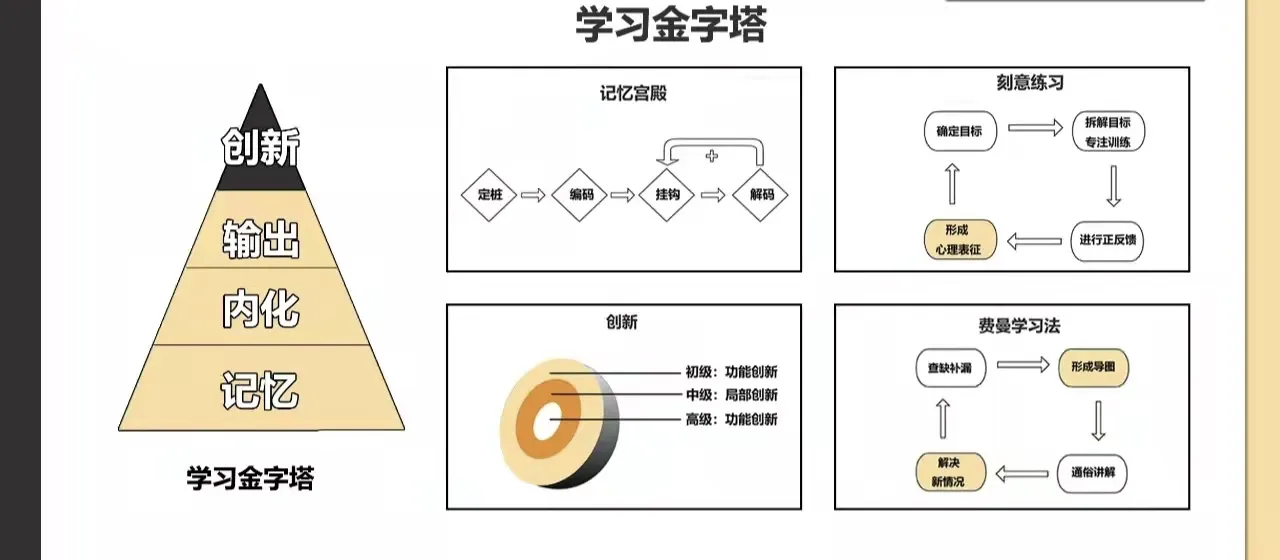 学习金字塔
创新
输出
内化
记忆
学习金字塔
记忆宫殿
定桩
编码
挂钩
解码
刻意练习
确定目标
拆解目标
专注训练
形成
心理表征
进行正反馈
创新
初级：功能创新
中级：局部创新
高级：功能创新
费曼学习法
查缺补漏
形成导图
解决
新情况
通俗讲解